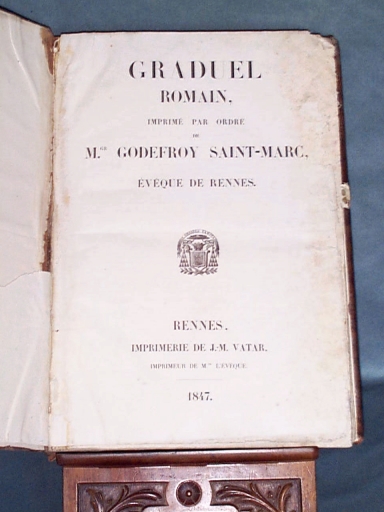 GRADUEL
ROMAIN,
IMPRIMÉ PAR ORDRE
DE
M.GR GODEFROY SAINT-MARC,
ÉVÊQUE DE RENNES.
RENNES,
IMPRIMERIE DE J.-M. VATAR,
IMPRIMEUR DE M.GR L'ÉVÊQUE.
1847.